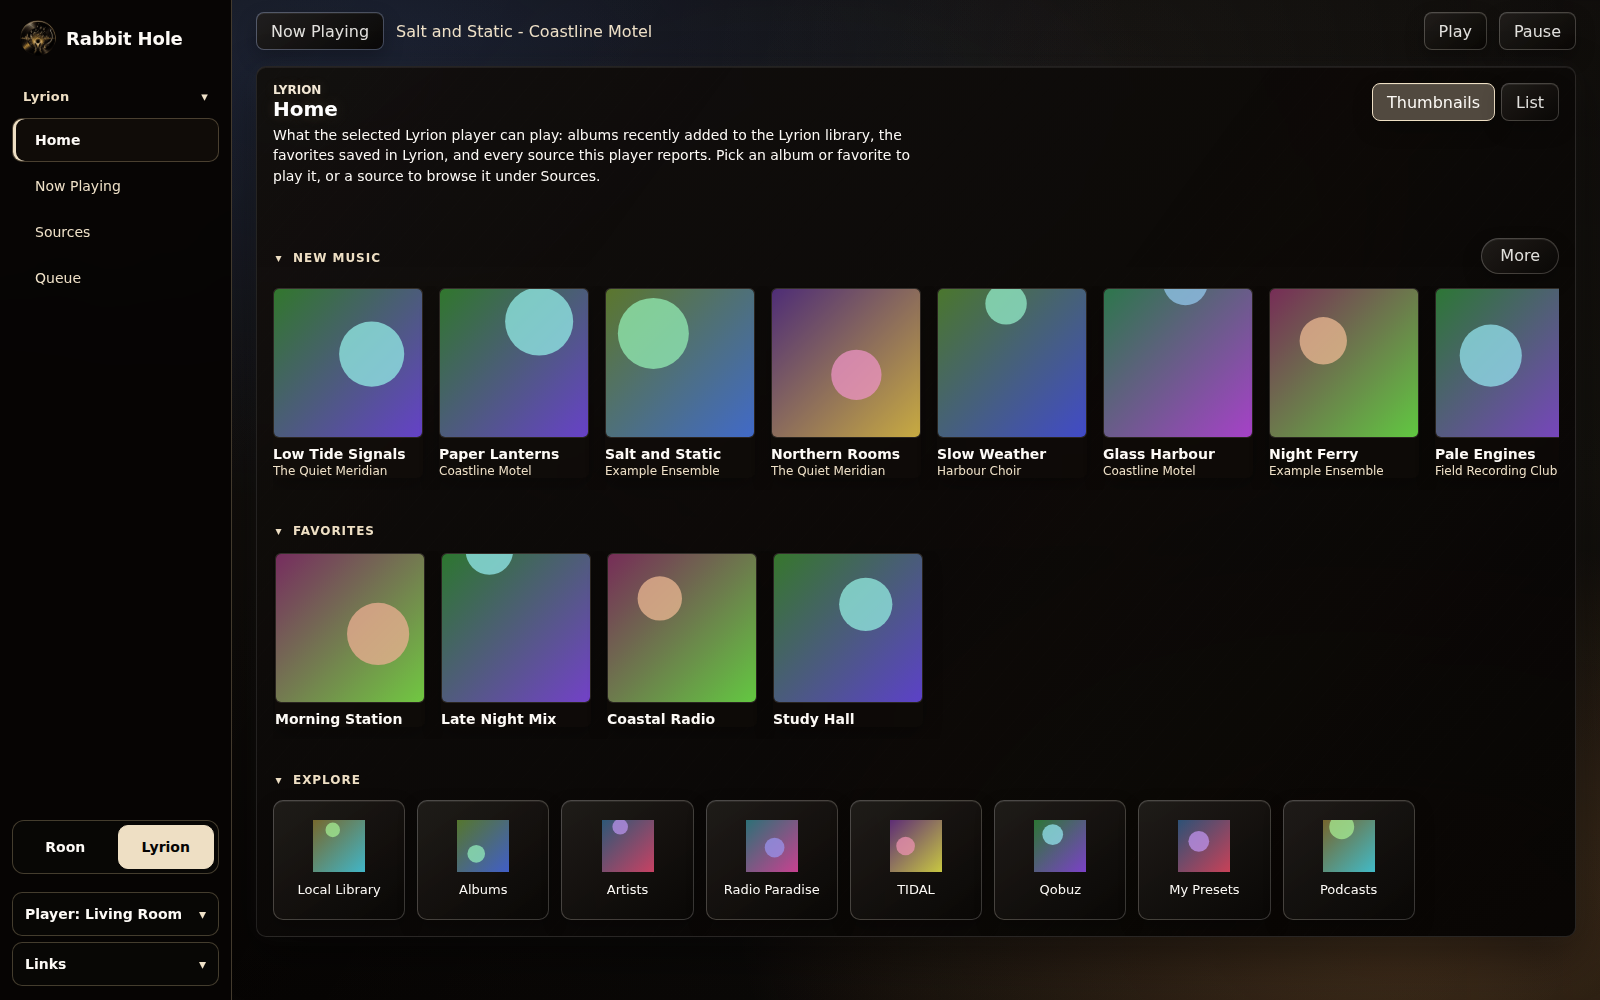 Rabbit Hole
Lyrion
Home
Now Playing
Sources
Queue
Roon
Lyrion
Player: Living Room
Links
Now Playing
Salt and Static - Coastline Motel
Play
Pause
LYRION
Home
What the selected Lyrion player can play: albums recently added to the Lyrion library, the
favorites saved in Lyrion, and every source this player reports. Pick an album or favorite to
play it, or a source to browse it under Sources.
Thumbnails
List
NEW MUSIC
More
Low Tide Signals
The Quiet Meridian
Paper Lanterns
Coastline Motel
Salt and Static
Example Ensemble
Northern Rooms
The Quiet Meridian
Slow Weather
Harbour Choir
Glass Harbour
Coastline Motel
Night Ferry
Example Ensemble
Pale Engines
Field Recording Club
FAVORITES
Morning Station
Late Night Mix
Coastal Radio
Study Hall
EXPLORE
Local Library
Albums
Artists
Radio Paradise
TIDAL
Qobuz
My Presets
Podcasts